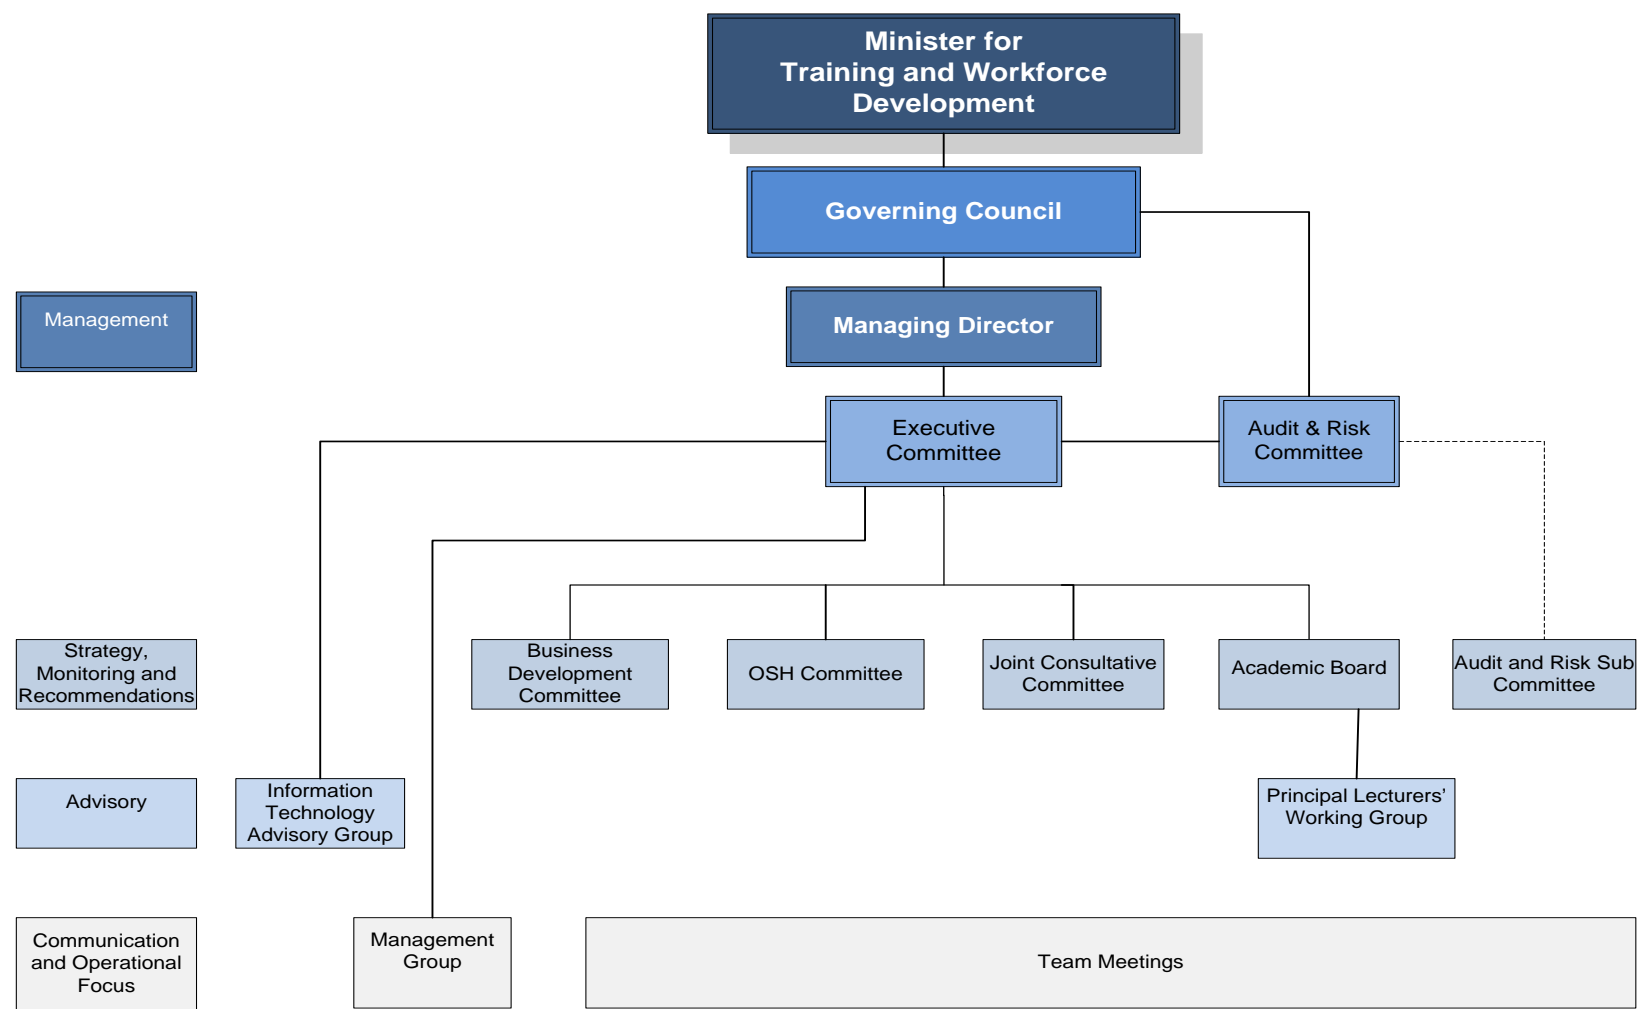 Minister for
Training and Workforce
Development
Governing Council
Management
Managing Director
Executive
Committee
Audit & Risk
Committee
Strategy,
Monitoring and
Recommendations
Business
Development
Committee
OSH Committee
Joint Consultative
Committee
Academic Board
Audit and Risk Sub
Committee
Advisory
Information
Technology
Advisory Group
Principal Lecturers’
Working Group
Communication
and Operational
Focus
Management
Group
Team Meetings